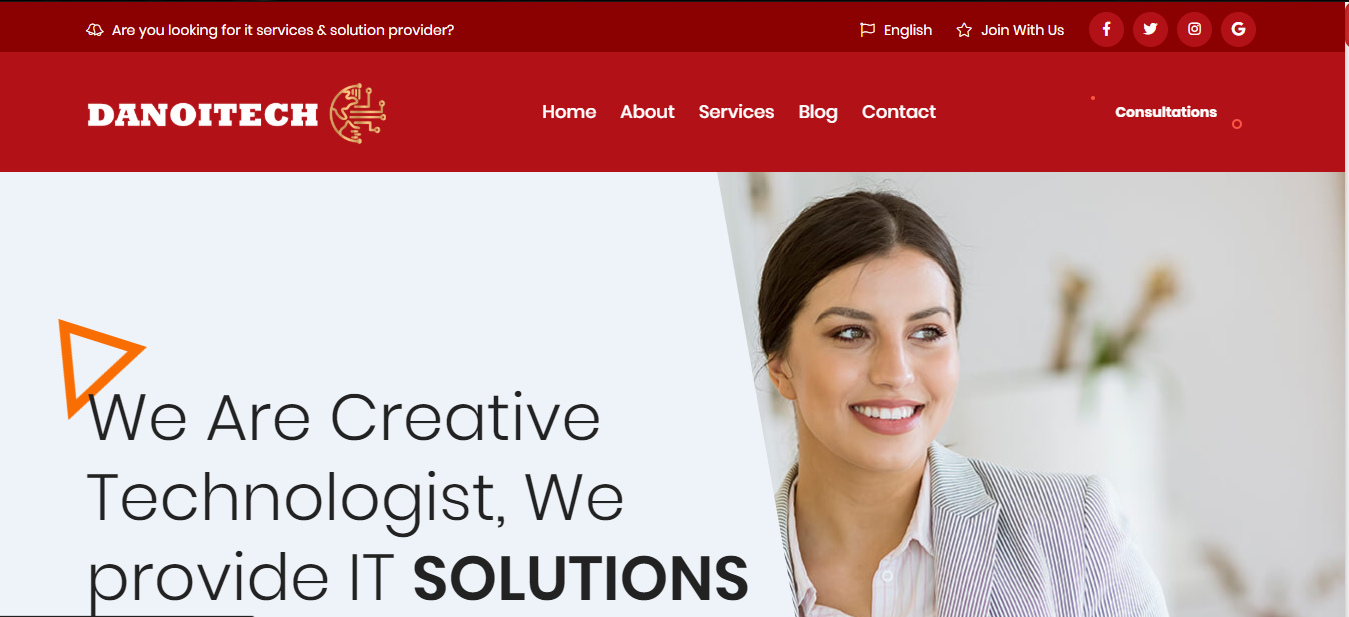 Are you looking for it services & solution provider?
English
Join With Us
DANOITECH
Home
About
Services
Blog
Contact
Consultations
We Are Creative
Technologist, We
provide IT SOLUTIONS